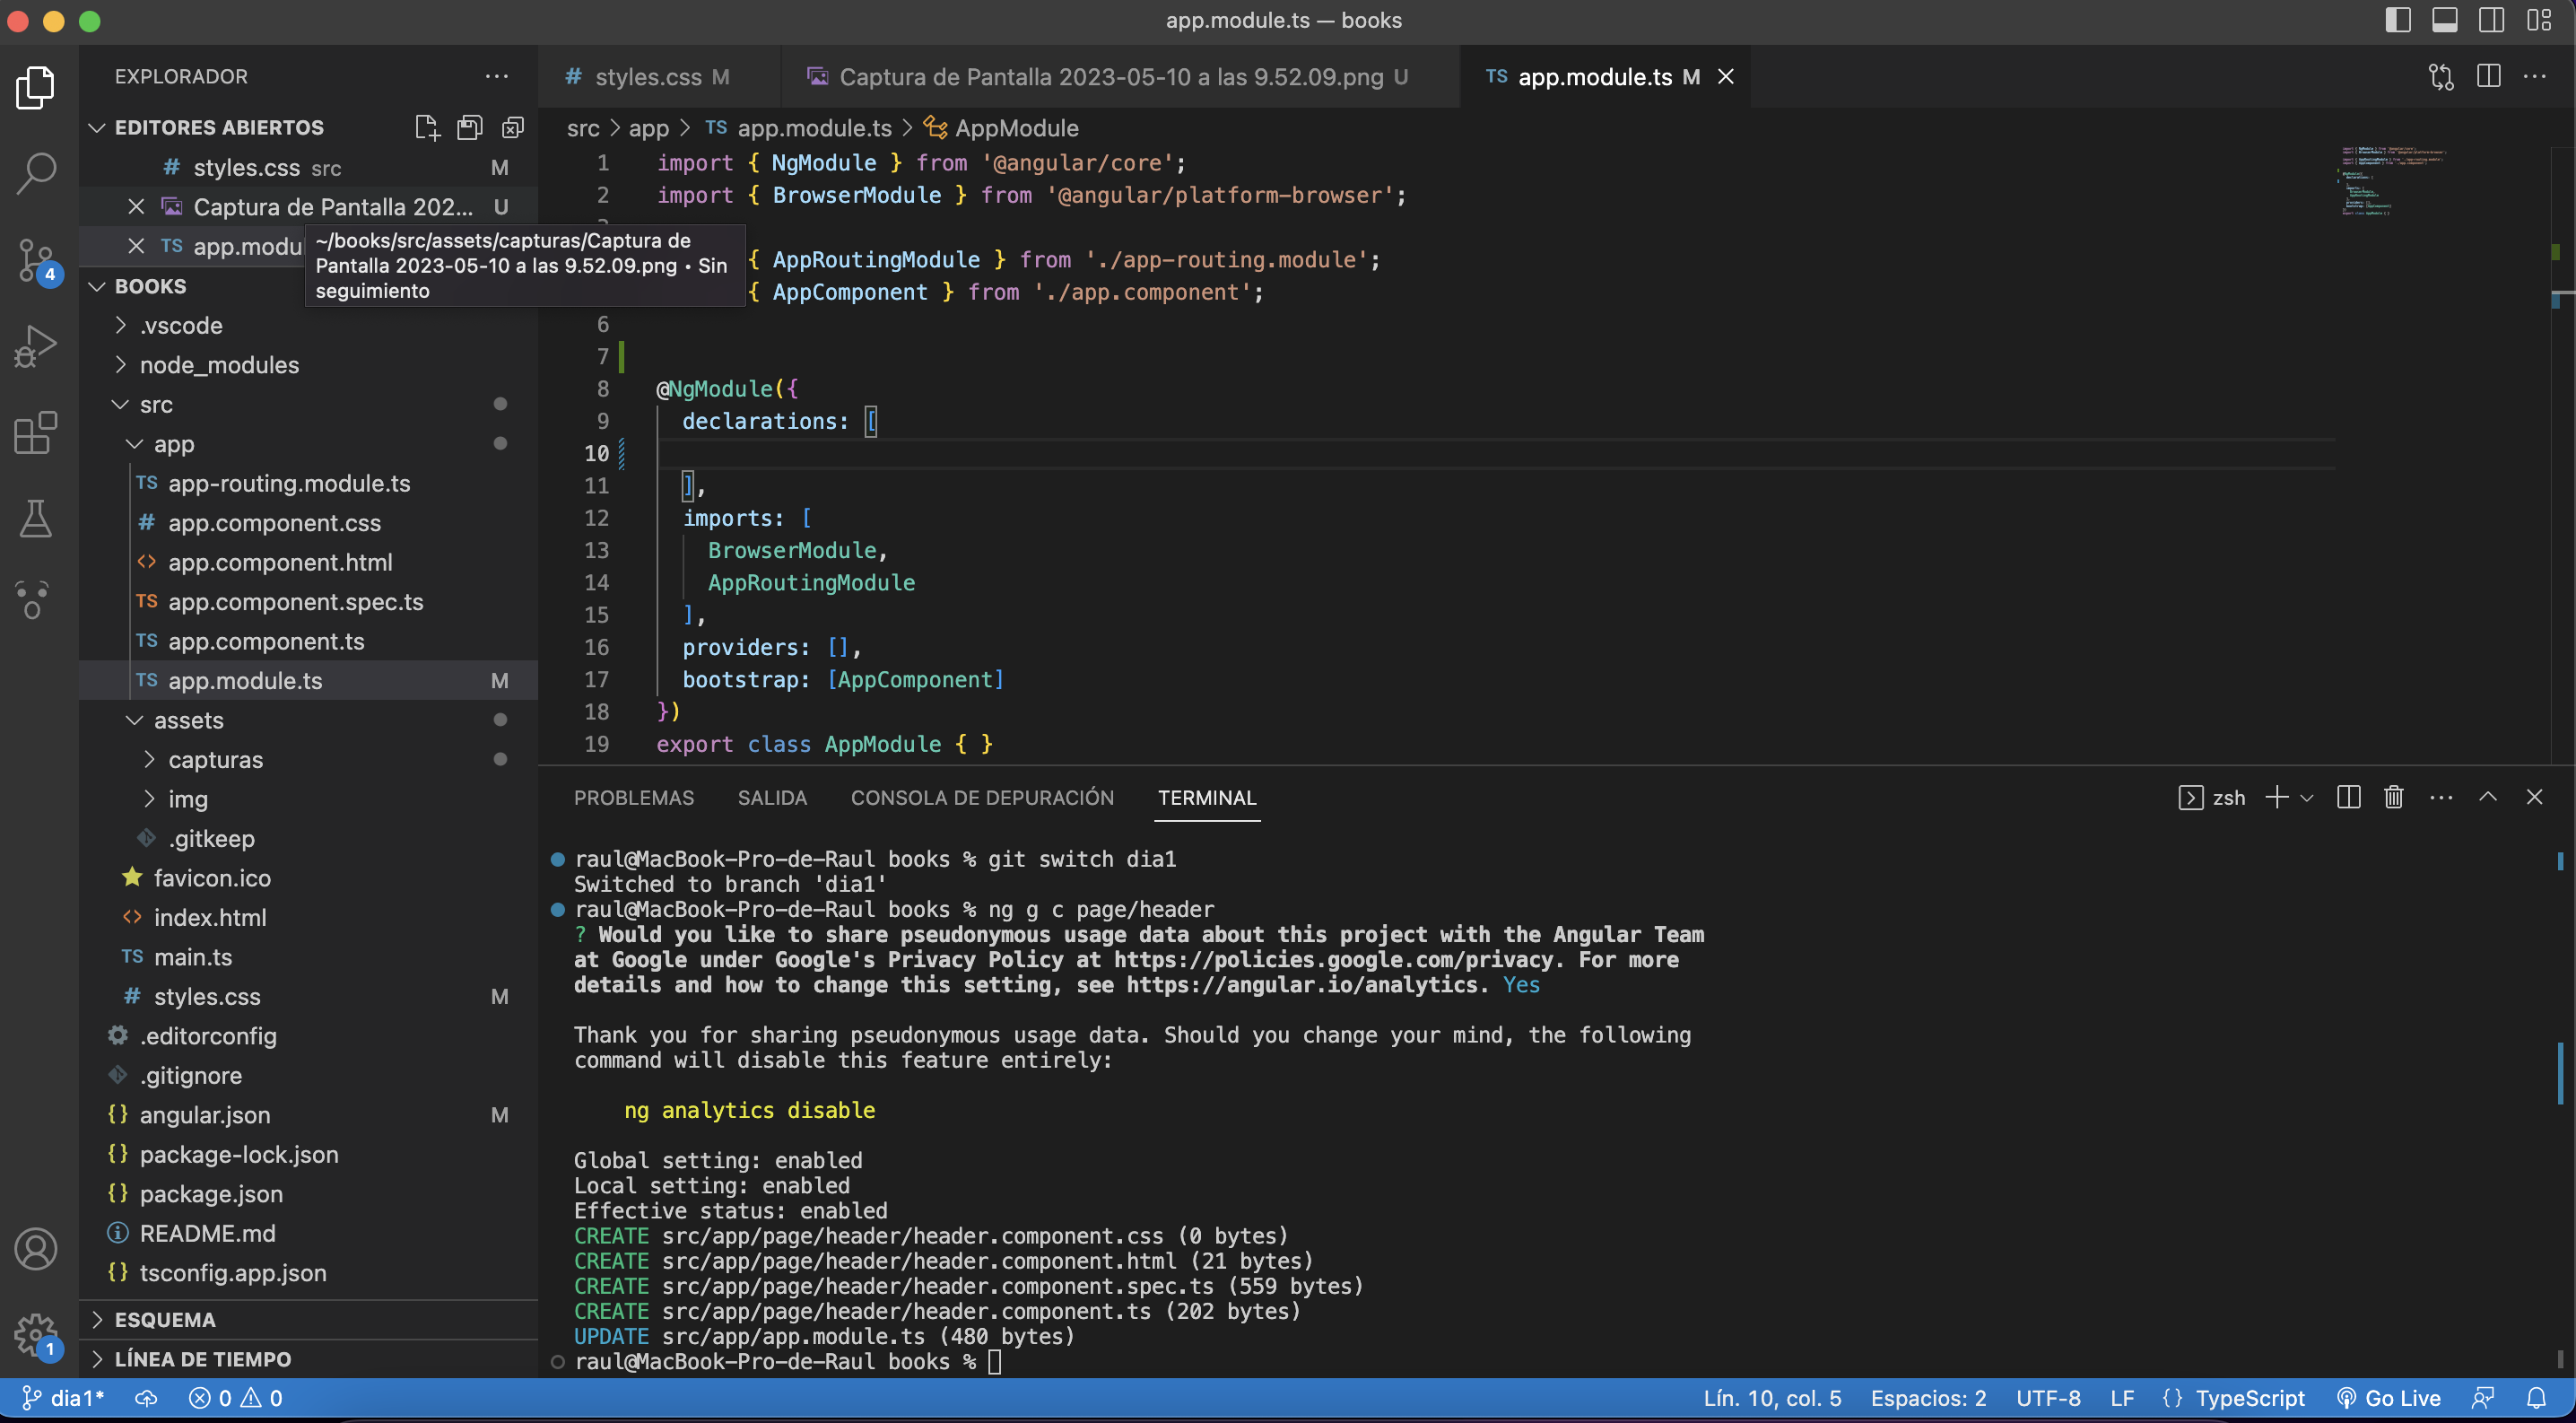 app.module.ts — books
EXPLORADOR
EDITORES ABIERTOS
# styles.css src M
Captura de Pantalla 202... U
TS app.modul
~/books/src/assets/capturas/Captura de
Pantalla 2023-05-10 a las 9.52.09.png • Sin
seguimiento
BOOKS
.vscode
node_modules
src
app
TS app-routing.module.ts
# app.component.css
<> app.component.html
TS app.component.spec.ts
TS app.component.ts
TS app.module.ts M
assets
capturas
img
.gitkeep
favicon.ico
<> index.html
TS main.ts
# styles.css M
.editorconfig
.gitignore
{} angular.json M
{} package-lock.json
{} package.json
README.md
{} tsconfig.app.json
ESQUEMA
LÍNEA DE TIEMPO
4
1
# styles.css M
Captura de Pantalla 2023-05-10 a las 9.52.09.png U
TS app.module.ts M
src > app > TS app.module.ts > AppModule
1 import { NgModule } from '@angular/core';
2 import { BrowserModule } from '@angular/platform-browser';
{ AppRoutingModule } from './app-routing.module';
{ AppComponent } from './app.component';
6
7
8 @NgModule({
9 declarations: [
10
11 ],
12 imports: [
13 BrowserModule,
14 AppRoutingModule
15 ],
16 providers: [],
17 bootstrap: [AppComponent]
18 })
19 export class AppModule { }
PROBLEMAS SALIDA CONSOLA DE DEPURACIÓN TERMINAL
zsh
raul@MacBook-Pro-de-Raul books % git switch dia1
Switched to branch 'dia1'
raul@MacBook-Pro-de-Raul books % ng g c page/header
? Would you like to share pseudonymous usage data about this project with the Angular Team
at Google under Google's Privacy Policy at https://policies.google.com/privacy. For more
details and how to change this setting, see https://angular.io/analytics. Yes
Thank you for sharing pseudonymous usage data. Should you change your mind, the following
command will disable this feature entirely:
ng analytics disable
Global setting: enabled
Local setting: enabled
Effective status: enabled
CREATE src/app/page/header/header.component.css (0 bytes)
CREATE src/app/page/header/header.component.html (21 bytes)
CREATE src/app/page/header/header.component.spec.ts (559 bytes)
CREATE src/app/page/header/header.component.ts (202 bytes)
UPDATE src/app/app.module.ts (480 bytes)
raul@MacBook-Pro-de-Raul books %
dia1* 0 0 Lín. 10, col. 5 Espacios: 2 UTF-8 LF {} TypeScript Go Live